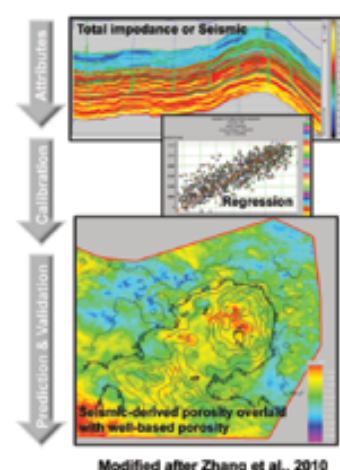 Total impedance or Seismic
Attributes
Calibration
Regression
Prediction & Validation
Seismic-derived porosity overlaid
with well-based porosity
Modified after Zhang et al., 2010